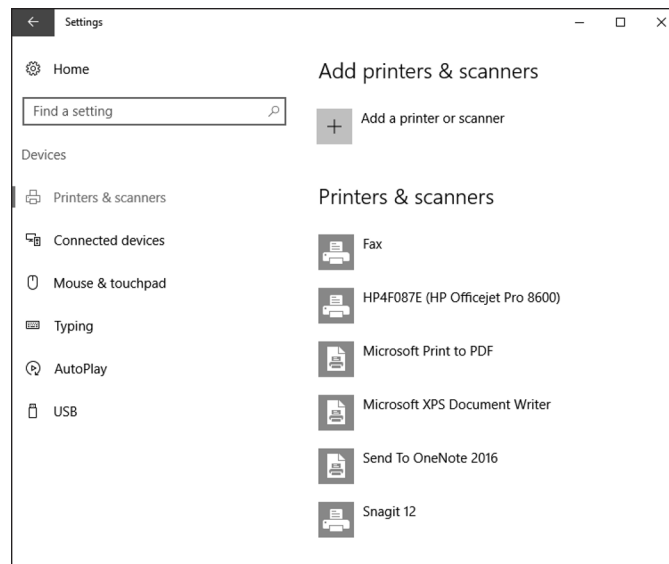 Settings
Home
Find a setting
Devices
Printers & scanners
Connected devices
Mouse & touchpad
Typing
AutoPlay
USB
Add printers & scanners
Add a printer or scanner
Printers & scanners
Fax
HP4F087E (HP Officejet Pro 8600)
Microsoft Print to PDF
Microsoft XPS Document Writer
Send To OneNote 2016
Snagit 12